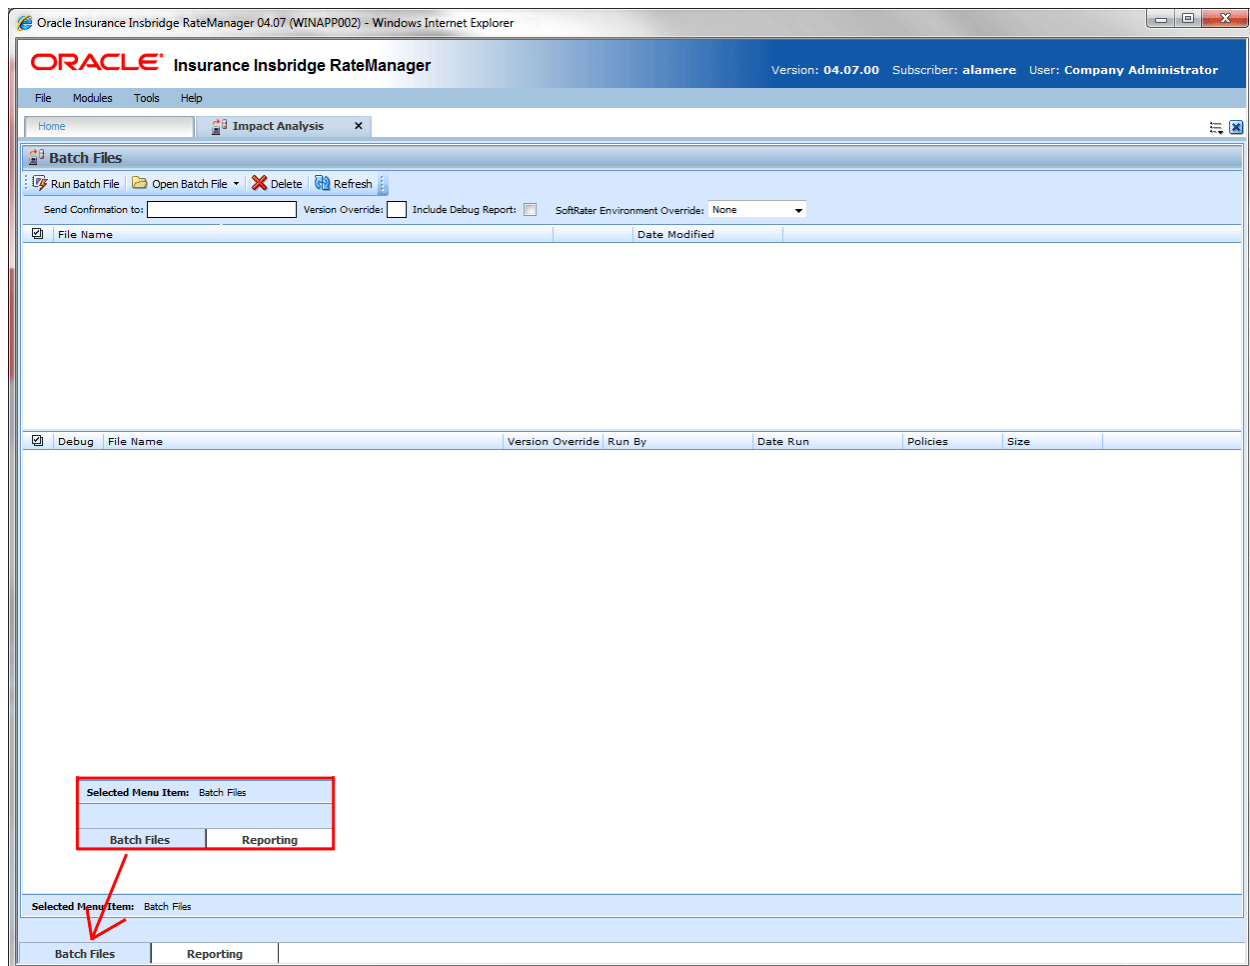 Oracle Insurance Insbridge RateManager 04.07 (WINAPP002) - Windows Internet Explorer
ORACLE Insurance Insbridge RateManager
Version: 04.07.00 Subscriber: alamere User: Company Administrator
File Modules Tools Help
Home Impact Analysis
Batch Files
Run Batch File Open Batch File Delete Refresh
Send Confirmation to: Version Override: Include Debug Report: SoftRater Environment Override: None
File Name Date Modified
Debug File Name Version Override Run By Date Run Policies Size
Selected Menu Item: Batch Files
Batch Files Reporting
Selected Menu Item: Batch Files
Batch Files Reporting